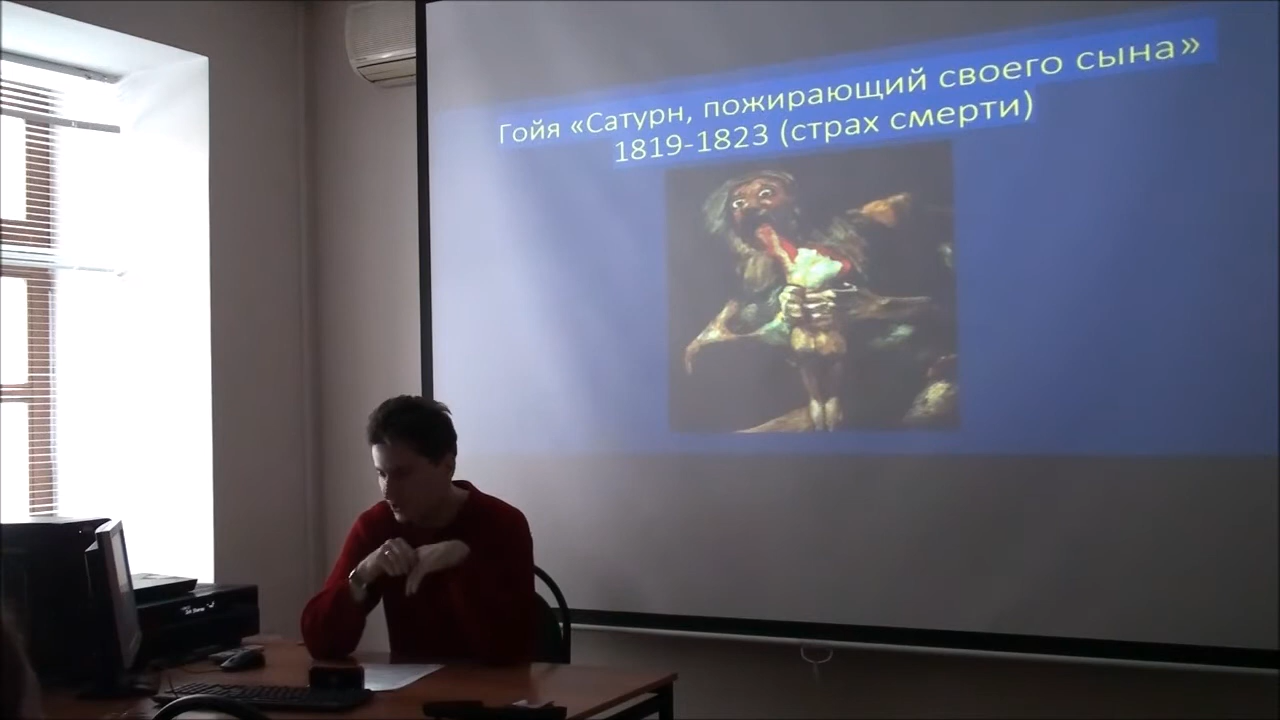 Гойя «Сатурн, пожирающий своего сына»
1819-1823 (страх смерти)